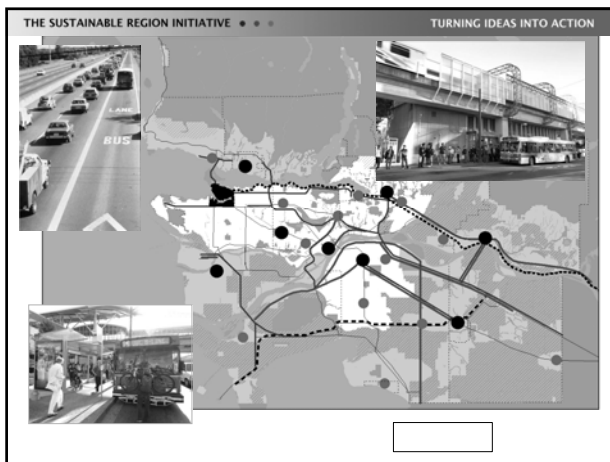 THE SUSTAINABLE REGION INITIATIVE • • •
TURNING IDEAS INTO ACTION
LANE
BUS